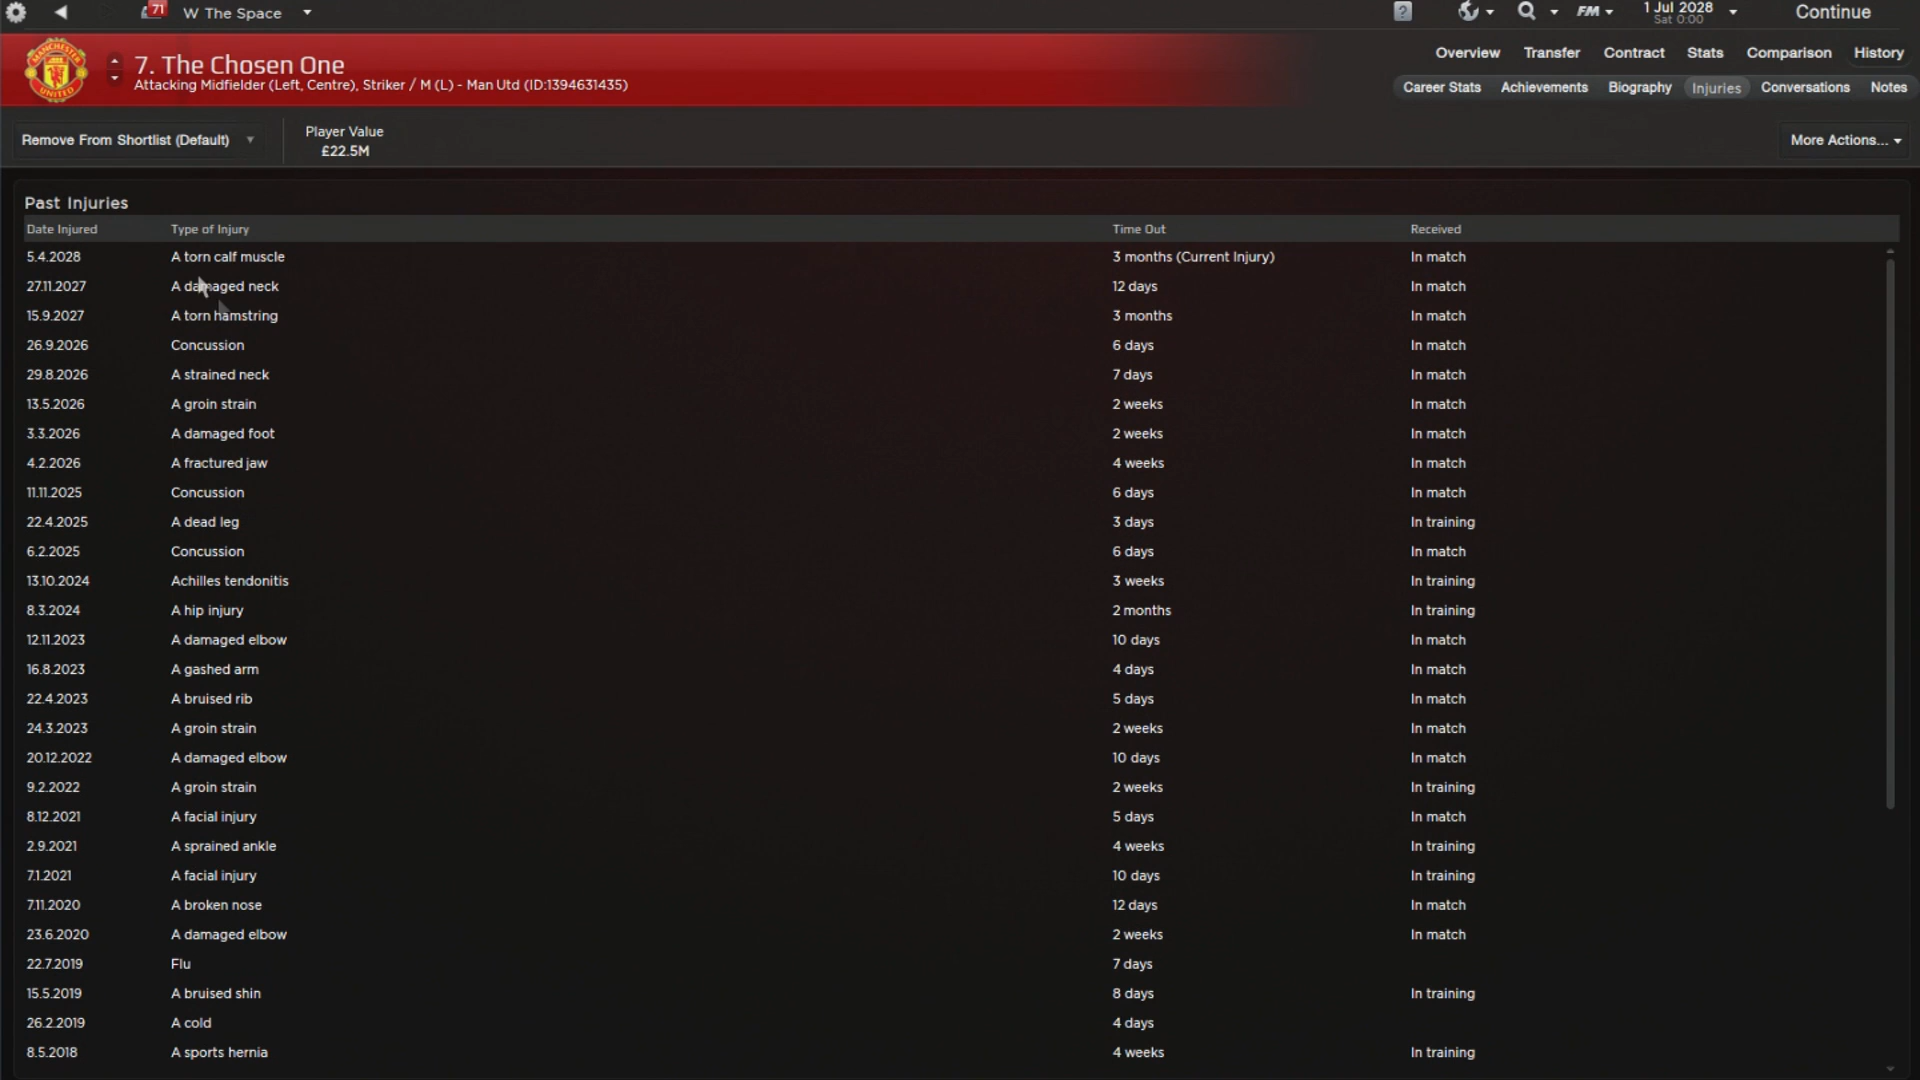 71 W The Space
? FM 1 Jul 2028 Continue
Sat 0:00
MANCHESTER UNITED
7. The Chosen One
Attacking Midfielder (Left, Centre), Striker / M (L) - Man Utd (ID:1394631435)
Overview Transfer Contract Stats Comparison History
Career Stats Achievements Biography Injuries Conversations Notes
Remove From Shortlist (Default)
Player Value
£22.5M
More Actions...
Past Injuries
Date Injured Type of Injury Time Out Received
5.4.2028 A torn calf muscle 3 months (Current Injury) In match
27.11.2027 A damaged neck 12 days In match
15.9.2027 A torn hamstring 3 months In match
26.9.2026 Concussion 6 days In match
29.8.2026 A strained neck 7 days In match
13.5.2026 A groin strain 2 weeks In match
3.3.2026 A damaged foot 2 weeks In match
4.2.2026 A fractured jaw 4 weeks In match
11.11.2025 Concussion 6 days In match
22.4.2025 A dead leg 3 days In training
6.2.2025 Concussion 6 days In match
13.10.2024 Achilles tendonitis 3 weeks In training
8.3.2024 A hip injury 2 months In training
12.11.2023 A damaged elbow 10 days In match
16.8.2023 A gashed arm 4 days In match
22.4.2023 A bruised rib 5 days In match
24.3.2023 A groin strain 2 weeks In match
20.12.2022 A damaged elbow 10 days In match
9.2.2022 A groin strain 2 weeks In training
8.12.2021 A facial injury 5 days In match
2.9.2021 A sprained ankle 4 weeks In training
7.1.2021 A facial injury 10 days In training
7.11.2020 A broken nose 12 days In match
23.6.2020 A damaged elbow 2 weeks In match
22.7.2019 Flu 7 days
15.5.2019 A bruised shin 8 days In training
26.2.2019 A cold 4 days
8.5.2018 A sports hernia 4 weeks In training